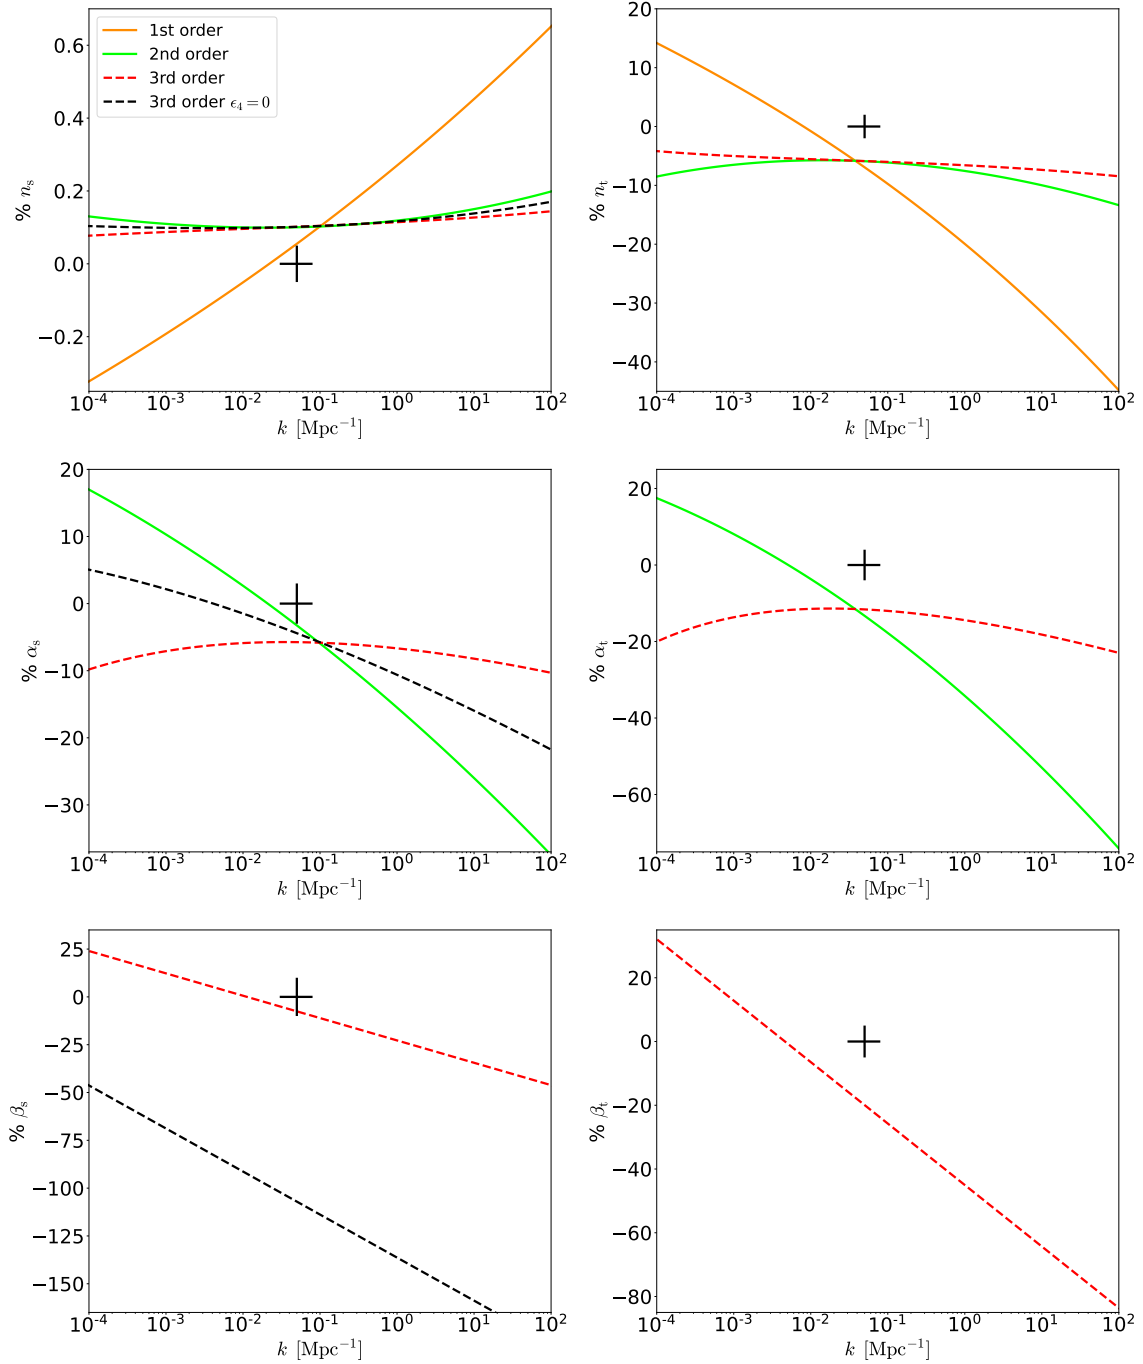 0.6
0.4
0.2
0.0
−0.2
% nₛ
1st order
2nd order
3rd order
3rd order ϵ₄ = 0
10⁻⁴ 10⁻³ 10⁻² 10⁻¹ 10⁰ 10¹ 10²
k [Mpc⁻¹]
20
10
0
−10
−20
−30
−40
% nₜ
10⁻⁴ 10⁻³ 10⁻² 10⁻¹ 10⁰ 10¹ 10²
k [Mpc⁻¹]
20
10
0
−10
−20
−30
% αₛ
10⁻⁴ 10⁻³ 10⁻² 10⁻¹ 10⁰ 10¹ 10²
k [Mpc⁻¹]
20
0
−20
−40
−60
% αₜ
10⁻⁴ 10⁻³ 10⁻² 10⁻¹ 10⁰ 10¹ 10²
k [Mpc⁻¹]
25
0
−25
−50
−75
−100
−125
−150
% βₛ
10⁻⁴ 10⁻³ 10⁻² 10⁻¹ 10⁰ 10¹ 10²
k [Mpc⁻¹]
20
0
−20
−40
−60
−80
% βₜ
10⁻⁴ 10⁻³ 10⁻² 10⁻¹ 10⁰ 10¹ 10²
k [Mpc⁻¹]